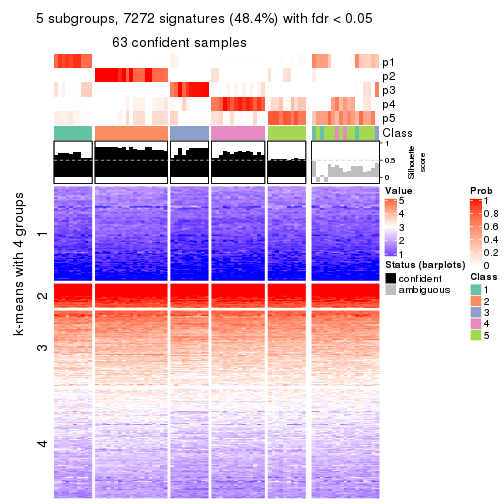 5 subgroups, 7272 signatures (48.4%) with fdr < 0.05
63 confident samples
p1
p2
p3
p4
p5
Class
1
0.5
0
Silhouette
score
k-means with 4 groups
1
2
3
4
Value
5
4
3
2
1
Status (barplots)
confident
ambiguous
Prob
1
0.8
0.6
0.4
0.2
0
Class
1
2
3
4
5